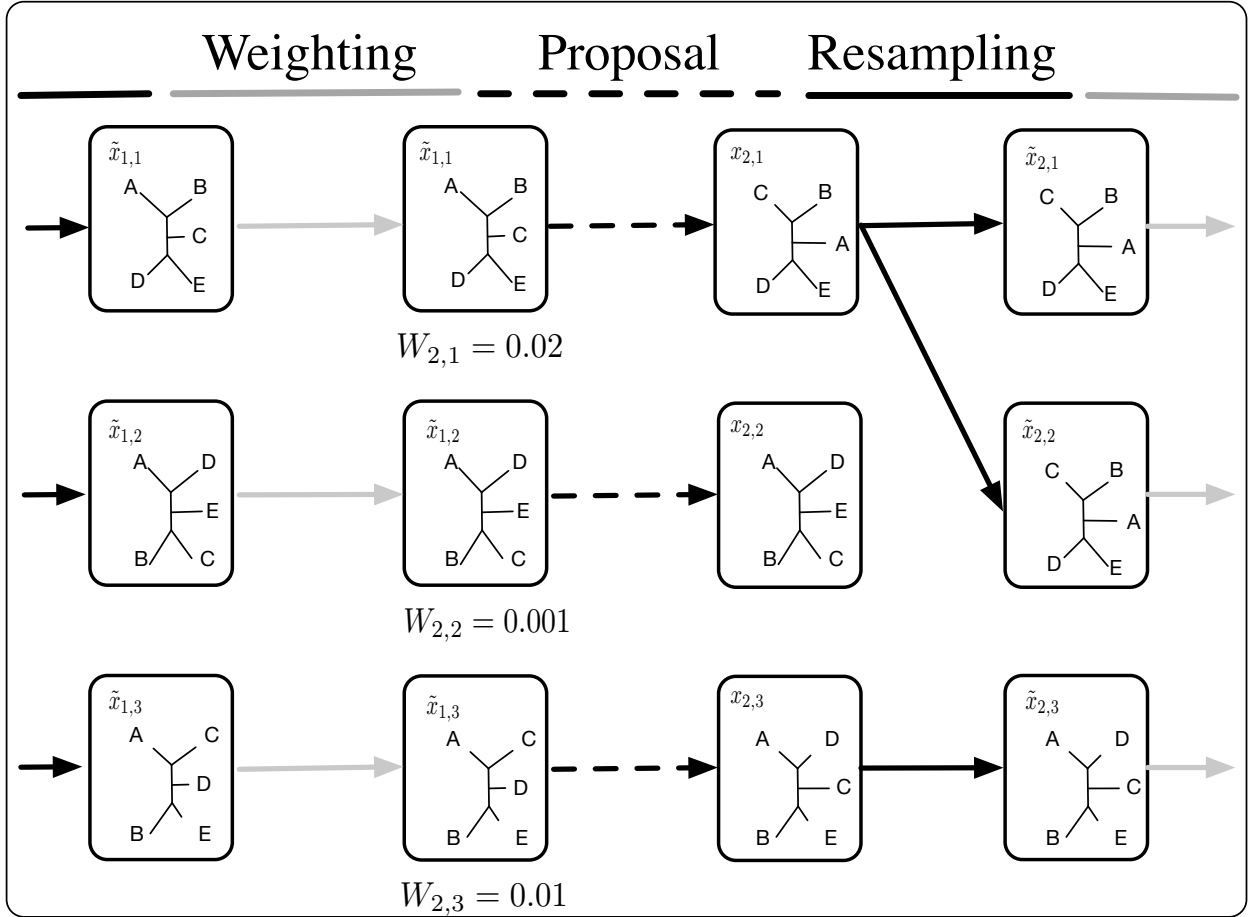 Weighting Proposal Resampling
x̃1,1 x̃1,1 x2,1 x̃2,1
A B A B C B C B
C C A A
D E D E D E D E
W2,1 = 0.02
x̃1,2 x̃1,2 x2,2 x̃2,2
A D A D A D C B
E E E A
B C B C B C D E
W2,2 = 0.001
x̃1,3 x̃1,3 x2,3 x̃2,3
A C A C A D A D
D D C C
B E B E B E B E
W2,3 = 0.01